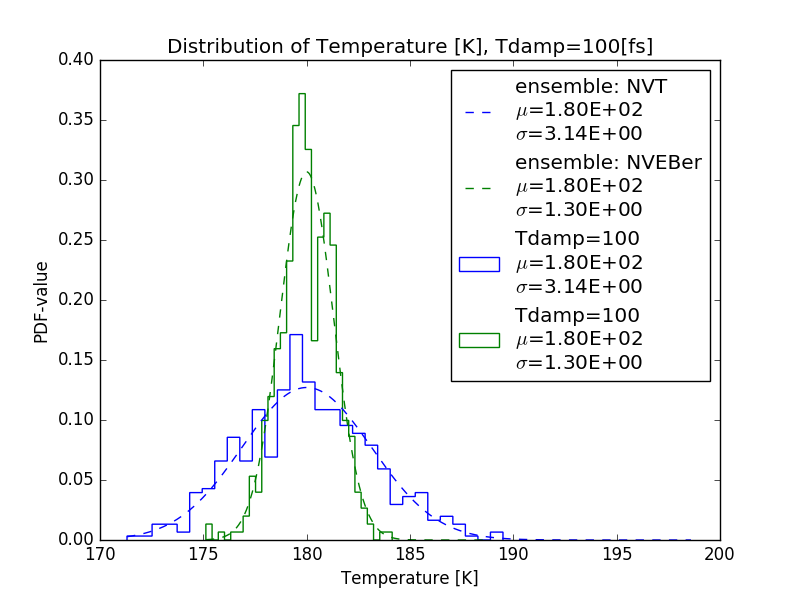 Distribution of Temperature [K], Tdamp=100[fs]
0.40
0.35
0.30
0.25
0.20
0.15
0.10
0.05
0.00
PDF-value
170
175
180
185
190
195
200
Temperature [K]
ensemble: NVT
μ=1.80E+02
σ=3.14E+00
ensemble: NVEBer
μ=1.80E+02
σ=1.30E+00
Tdamp=100
μ=1.80E+02
σ=3.14E+00
Tdamp=100
μ=1.80E+02
σ=1.30E+00